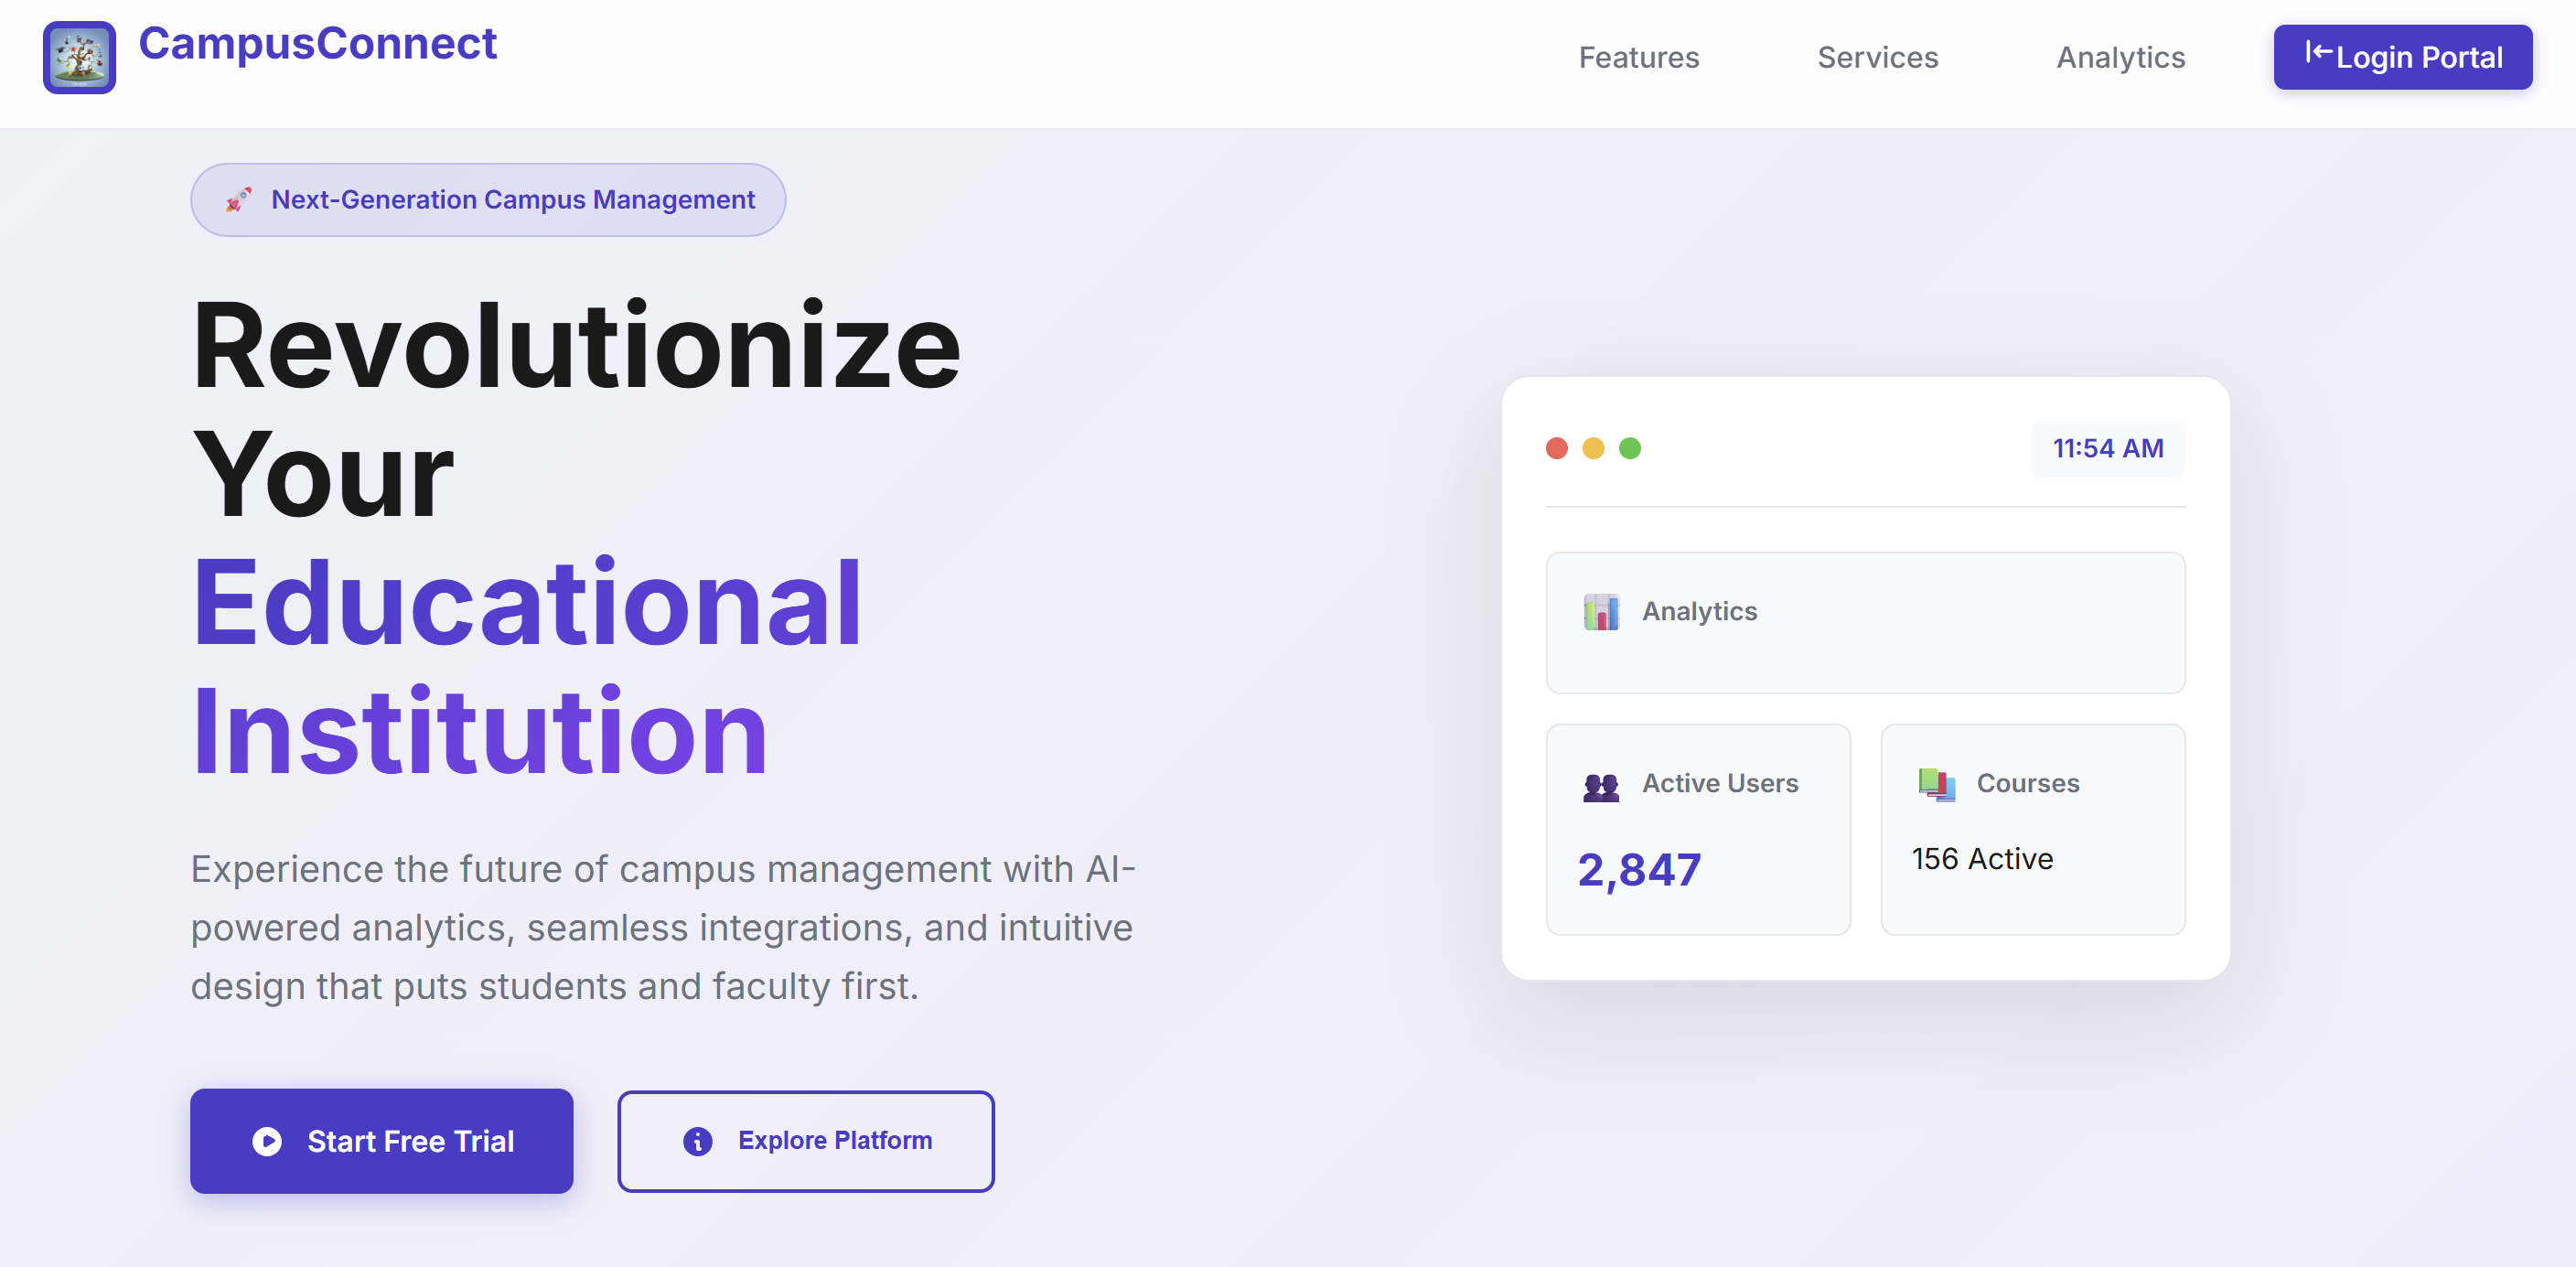 CampusConnect
Features
Services
Analytics
Login Portal
Next-Generation Campus Management
Revolutionize
Your
Educational
Institution
Experience the future of campus management with AI-
powered analytics, seamless integrations, and intuitive
design that puts students and faculty first.
Start Free Trial
Explore Platform
11:54 AM
Analytics
Active Users
2,847
Courses
156 Active